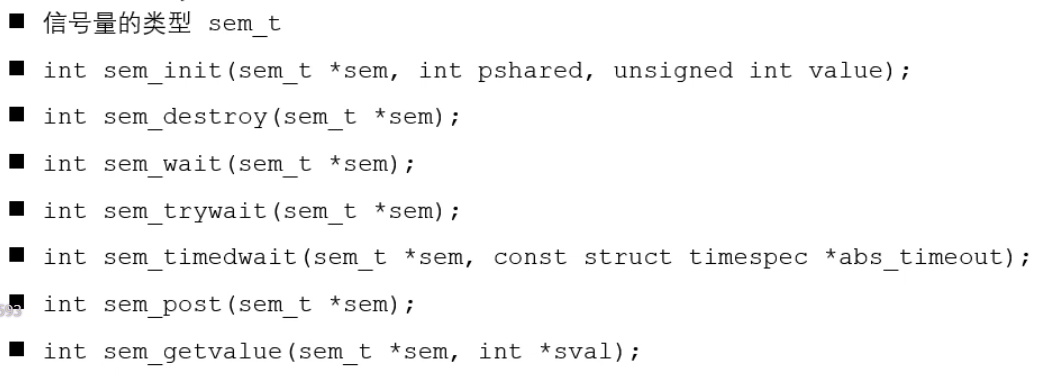 ■ 信号量的类型 sem_t
■ int sem_init(sem_t *sem, int pshared, unsigned int value);
■ int sem_destroy(sem_t *sem);
■ int sem_wait(sem_t *sem);
■ int sem_trywait(sem_t *sem);
■ int sem_timedwait(sem_t *sem, const struct timespec *abs_timeout);
■ int sem_post(sem_t *sem);
■ int sem_getvalue(sem_t *sem, int *sval);